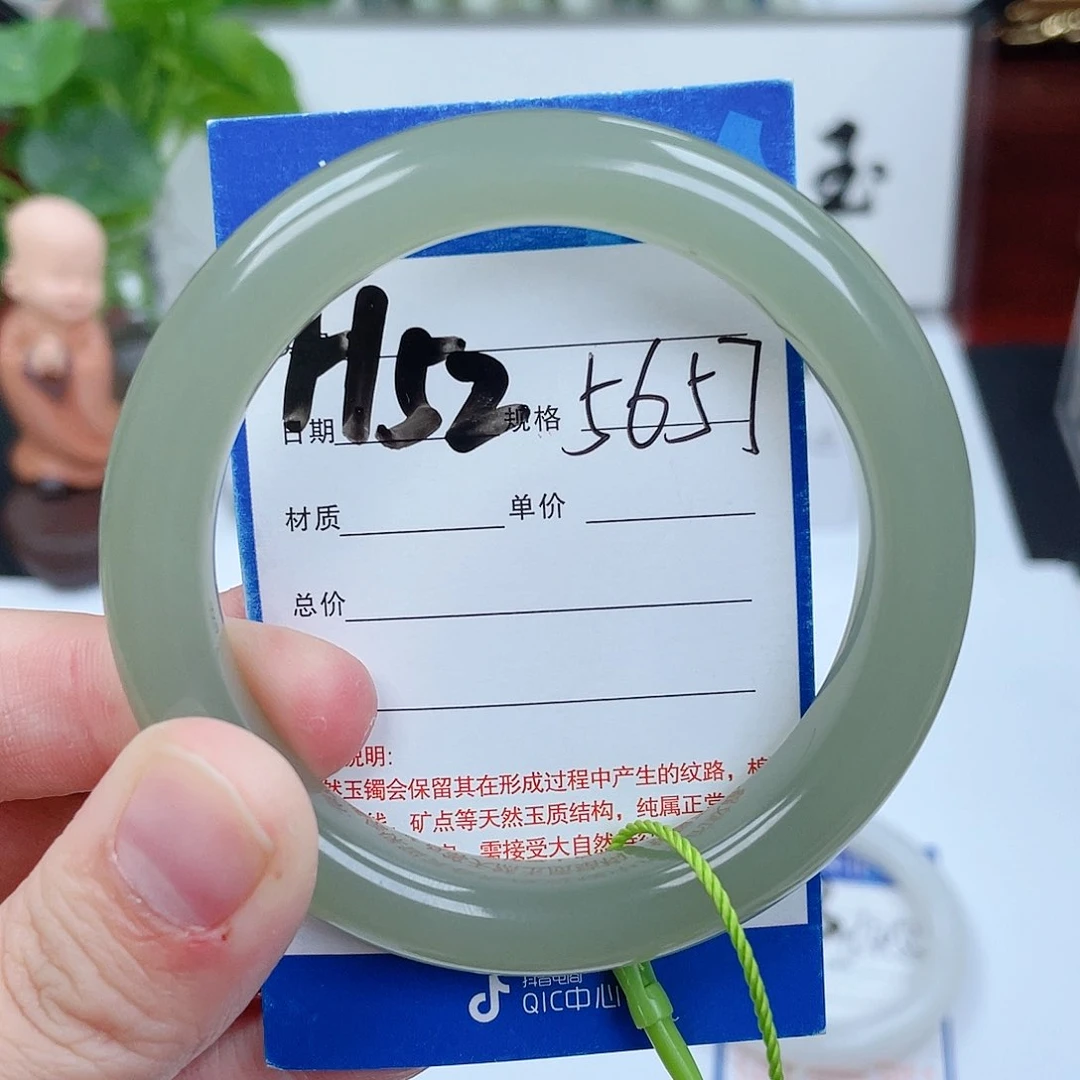 玉
H52
日期 规格 5657
材质 单价
总价
说明:
然玉镯会保留其在形成过程中产生的纹路,
矿点等天然玉质结构,纯属正常
需接受大自然
抖音电商
QIC中心